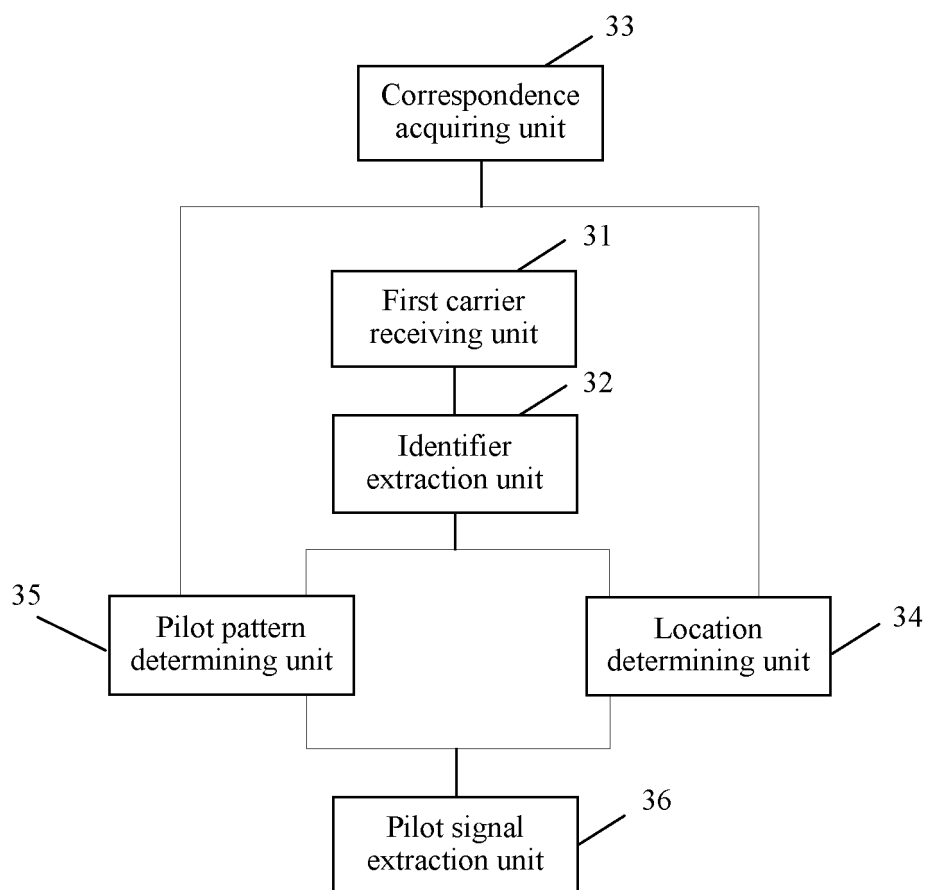 33
Correspondence
acquiring unit
31
First carrier
receiving unit
32
Identifier
extraction unit
35
Pilot pattern
determining unit
34
Location
determining unit
36
Pilot signal
extraction unit